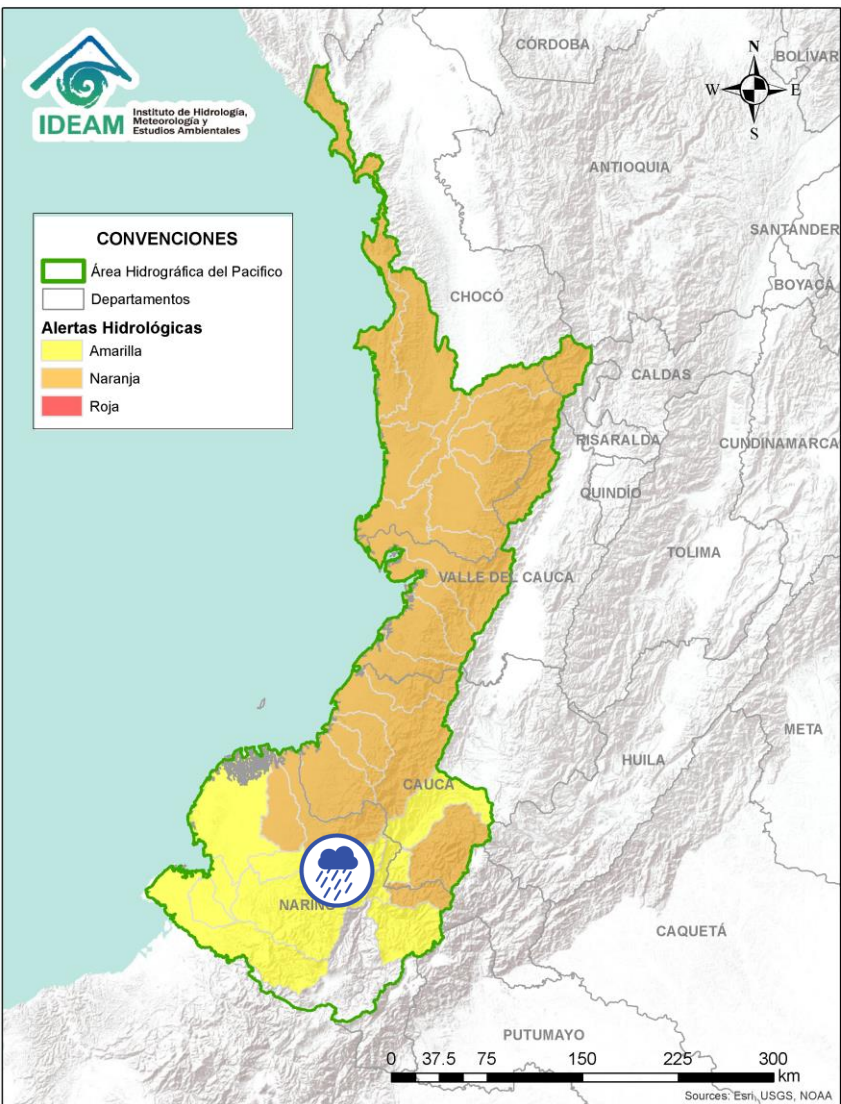 IDEAM
Instituto de Hidrología,
Meteorología y
Estudios Ambientales
CÓRDOBA
BOLÍVAR
N
W
E
S
ANTIOQUIA
SANTANDER
BOYACÁ
CONVENCIONES
Área Hidrográfica del Pacifico
Departamentos
Alertas Hidrológicas
Amarilla
Naranja
Roja
CHOCÓ
CALDAS
RISARALDA
CUNDINAMARCA
QUINDÍO
TOLIMA
VALLE DEL CAUCA
META
HUILA
CAUCA
NARIÑO
CAQUETÁ
PUTUMAYO
0 37.5 75 150 225 300
km
Sources: Esri, USGS, NOAA